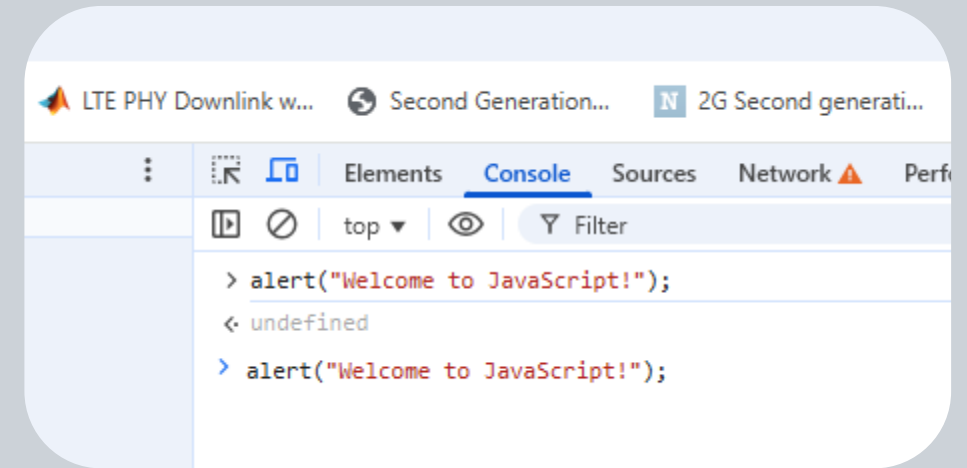 LTE PHY Downlink w... Second Generation... N 2G Second generati...
Elements Console Sources Network Perf
top Filter
> alert("Welcome to JavaScript!");
undefined
> alert("Welcome to JavaScript!");